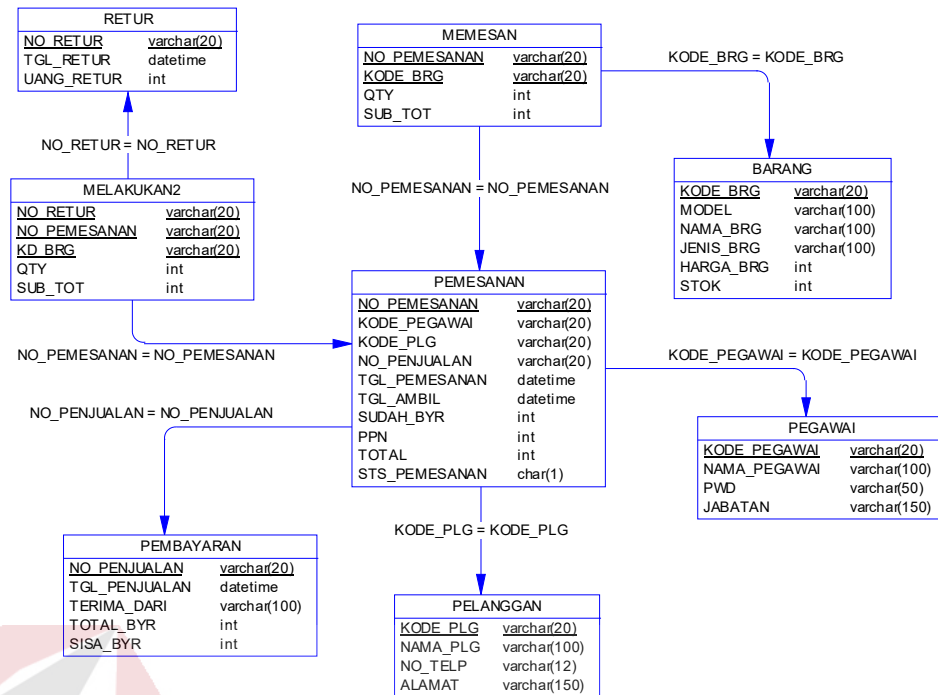 RETUR
NO_RETUR varchar(20)
TGL_RETUR datetime
UANG_RETUR int
NO_RETUR = NO_RETUR
MELAKUKAN2
NO_RETUR varchar(20)
NO_PEMESANAN varchar(20)
KD_BRG varchar(20)
QTY int
SUB_TOT int
NO_PEMESANAN = NO_PEMESANAN
MEMESAN
NO_PEMESANAN varchar(20)
KODE_BRG varchar(20)
QTY int
SUB_TOT int
KODE_BRG = KODE_BRG
NO_PEMESANAN = NO_PEMESANAN
BARANG
KODE_BRG varchar(20)
MODEL varchar(100)
NAMA_BRG varchar(100)
JENIS_BRG varchar(100)
HARGA_BRG int
STOK int
PEMESANAN
NO_PEMESANAN varchar(20)
KODE_PEGAWAI varchar(20)
KODE_PLG varchar(20)
NO_PENJUALAN varchar(20)
TGL_PEMESANAN datetime
TGL_AMBIL datetime
SUDAH_BYR int
PPN int
TOTAL int
STS_PEMESANAN char(1)
KODE_PEGAWAI = KODE_PEGAWAI
PEGAWAI
KODE_PEGAWAI varchar(20)
NAMA_PEGAWAI varchar(100)
PWD varchar(50)
JABATAN varchar(150)
NO_PENJUALAN = NO_PENJUALAN
PEMBAYARAN
NO_PENJUALAN varchar(20)
TGL_PENJUALAN datetime
TERIMA_DARI varchar(100)
TOTAL_BYR int
SISA_BYR int
KODE_PLG = KODE_PLG
PELANGGAN
KODE_PLG varchar(20)
NAMA_PLG varchar(100)
NO_TELP varchar(12)
ALAMAT varchar(150)